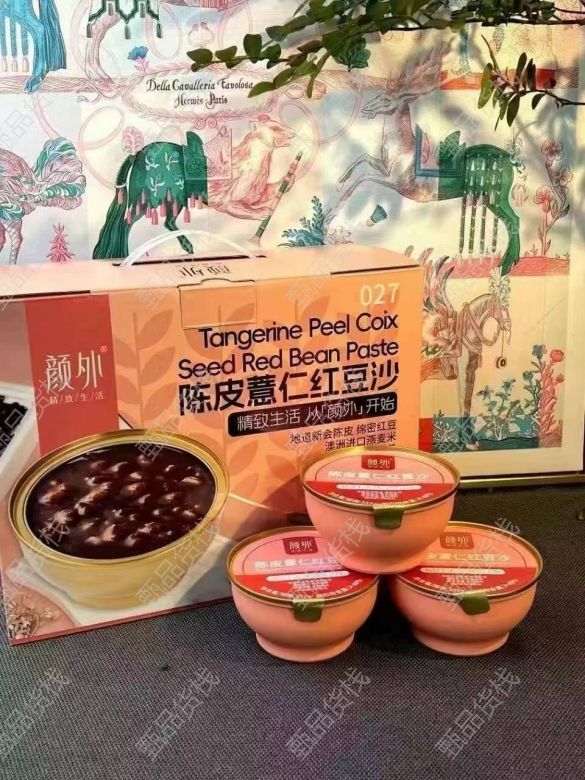 Della Cavalleria Favolosa
Hermès Paris
027
颜外®
精/致/生/活
Tangerine Peel Coix
Seed Red Bean Paste
陈皮薏仁红豆沙
精致生活 从「颜外」开始
地道新会陈皮 绵密红豆
澳洲进口燕麦米
颜外
陈皮薏仁红豆沙
颜外
陈皮薏仁红豆沙
颜外
皮薏仁红豆沙
甄品货栈